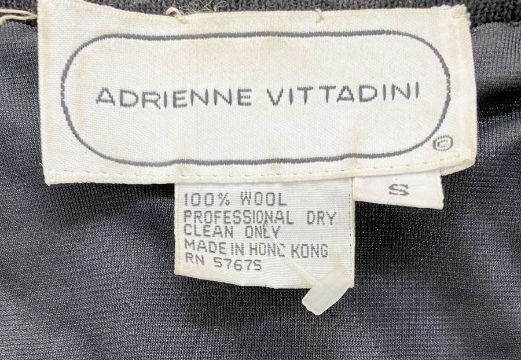 ADRIENNE VITTADINI
©
S
100% WOOL
PROFESSIONAL DRY
CLEAN ONLY
MADE IN HONG KONG
RN 57675